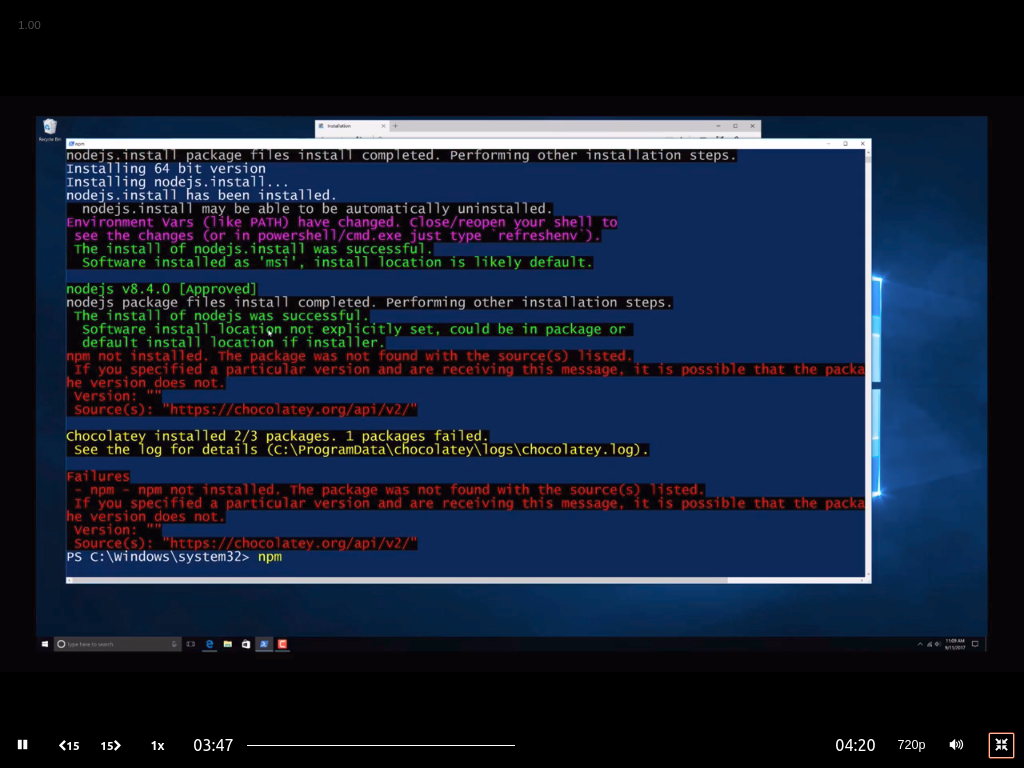 1.00
Recycle Bin
Installation
npm
nodejs.install package files install completed. Performing other installation steps.
Installing 64 bit version
Installing nodejs.install...
nodejs.install has been installed.
nodejs.install may be able to be automatically uninstalled.
Environment Vars (like PATH) have changed. Close/reopen your shell to
see the changes (or in powershell/cmd.exe just type `refreshenv`).
The install of nodejs.install was successful.
Software installed as 'msi', install location is likely default.
nodejs v8.4.0 [Approved]
nodejs package files install completed. Performing other installation steps.
The install of nodejs was successful.
Software install location not explicitly set, could be in package or
default install location if installer.
npm not installed. The package was not found with the source(s) listed.
If you specified a particular version and are receiving this message, it is possible that the packa
he version does not.
Version: ""
Source(s): "https://chocolatey.org/api/v2/"
Chocolatey installed 2/3 packages. 1 packages failed.
See the log for details (C:\ProgramData\chocolatey\logs\chocolatey.log).
Failures
- npm - npm not installed. The package was not found with the source(s) listed.
If you specified a particular version and are receiving this message, it is possible that the packa
he version does not.
Version: ""
Source(s): "https://chocolatey.org/api/v2/"
PS C:\Windows\system32> npm
Type here to search
11:09 AM
9/11/2017
15
15
1x
03:47
04:20
720p